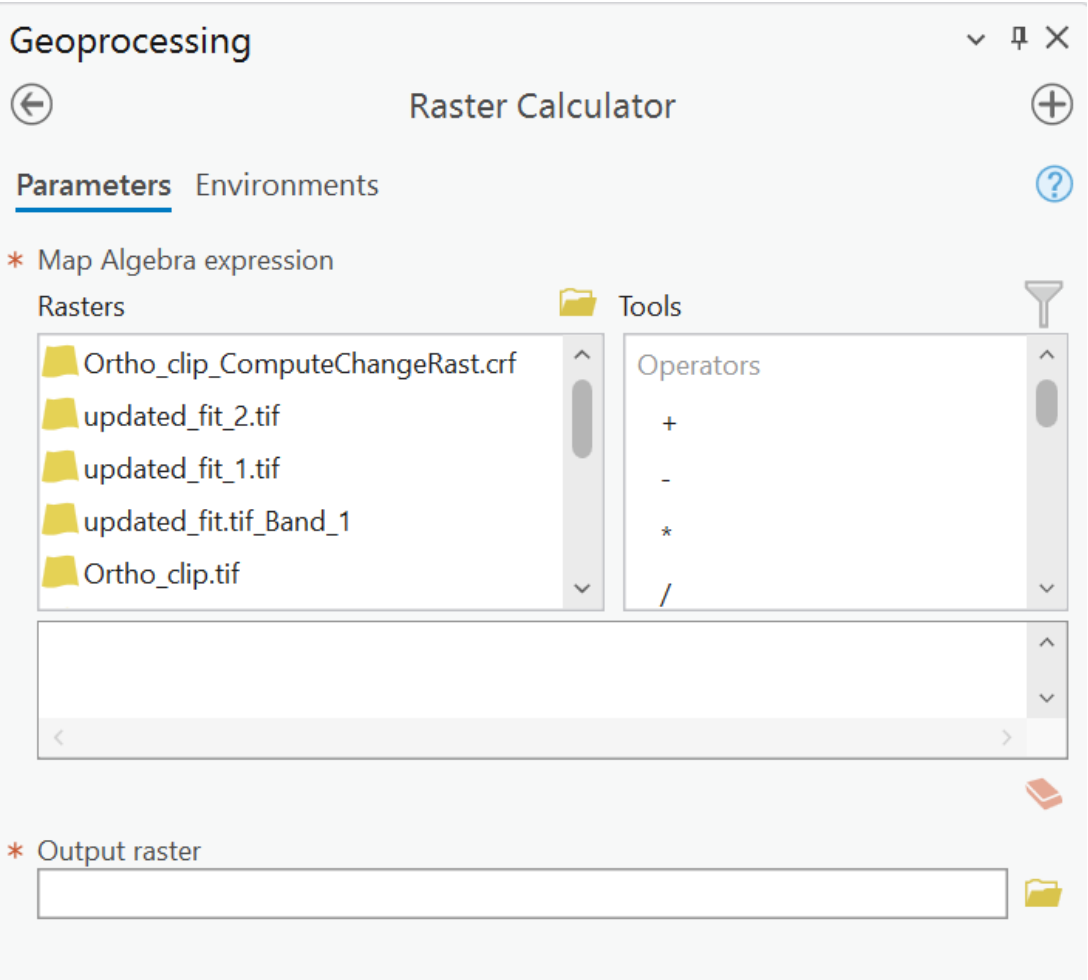 Geoprocessing
Raster Calculator
Parameters Environments
* Map Algebra expression
Rasters Tools
Ortho_clip_ComputeChangeRast.crf
updated_fit_2.tif
updated_fit_1.tif
updated_fit.tif_Band_1
Ortho_clip.tif
Operators
+
-
*
/
* Output raster